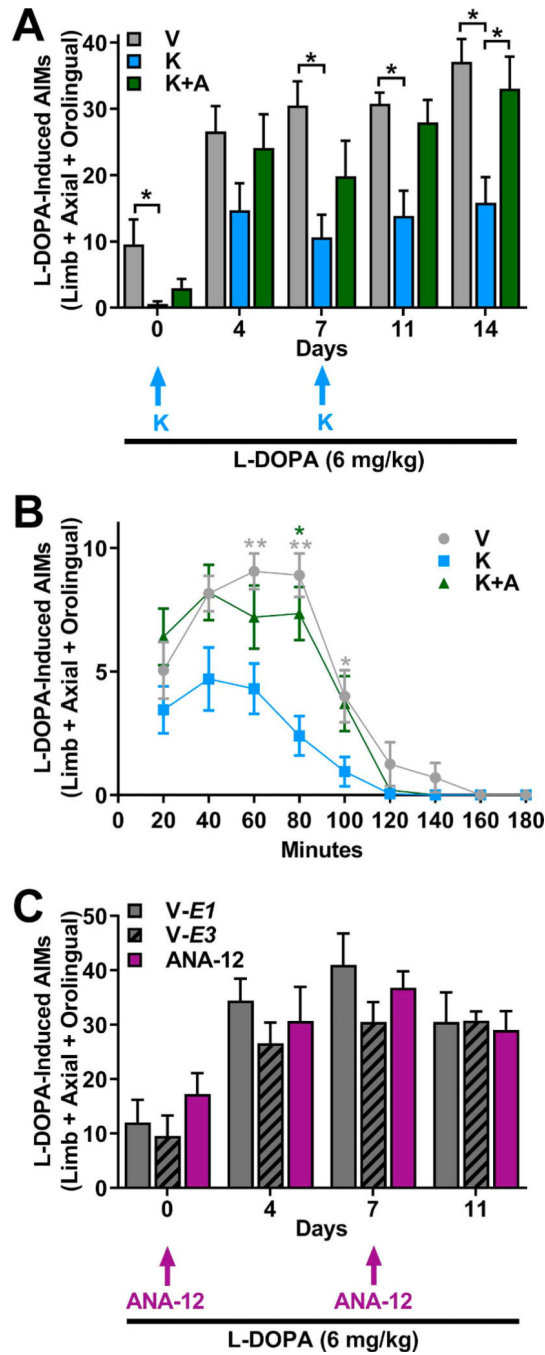 A
L-DOPA-Induced AIMs
(Limb + Axial + Orolingual)
40
30
20
10
0
V
K
K+A
*
*
*
*
*
0 4 7 11 14
Days
K K
L-DOPA (6 mg/kg)
B
L-DOPA-Induced AIMs
(Limb + Axial + Orolingual)
10
5
0
*
** **
*
V
K
K+A
0 20 40 60 80 100 120 140 160 180
Minutes
C
L-DOPA-Induced AIMs
(Limb + Axial + Orolingual)
50
40
30
20
10
0
V-E1
V-E3
ANA-12
0 4 7 11
Days
ANA-12 ANA-12
L-DOPA (6 mg/kg)